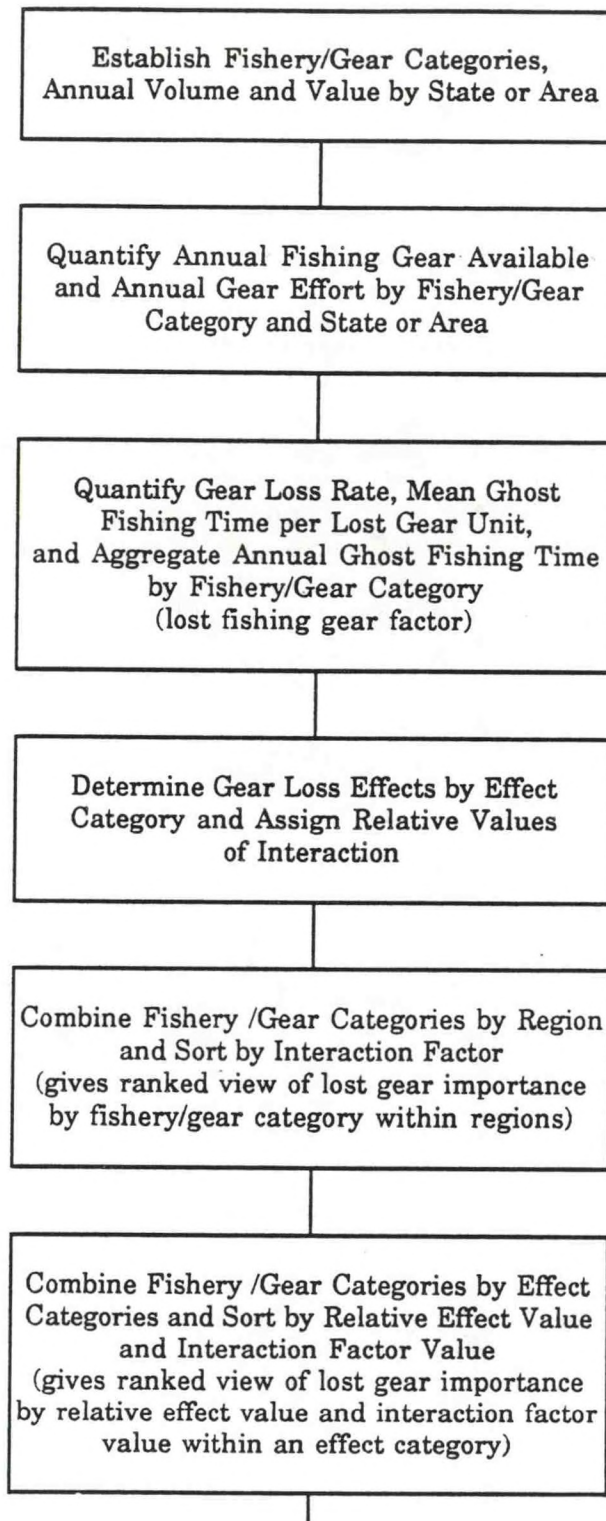 Establish Fishery/Gear Categories,
Annual Volume and Value by State or Area
Quantify Annual Fishing Gear Available
and Annual Gear Effort by Fishery/Gear
Category and State or Area
Quantify Gear Loss Rate, Mean Ghost
Fishing Time per Lost Gear Unit,
and Aggregate Annual Ghost Fishing Time
by Fishery/Gear Category
(lost fishing gear factor)
Determine Gear Loss Effects by Effect
Category and Assign Relative Values
of Interaction
Combine Fishery /Gear Categories by Region
and Sort by Interaction Factor
(gives ranked view of lost gear importance
by fishery/gear category within regions)
Combine Fishery /Gear Categories by Effect
Categories and Sort by Relative Effect Value
and Interaction Factor Value
(gives ranked view of lost gear importance
by relative effect value and interaction factor
value within an effect category)